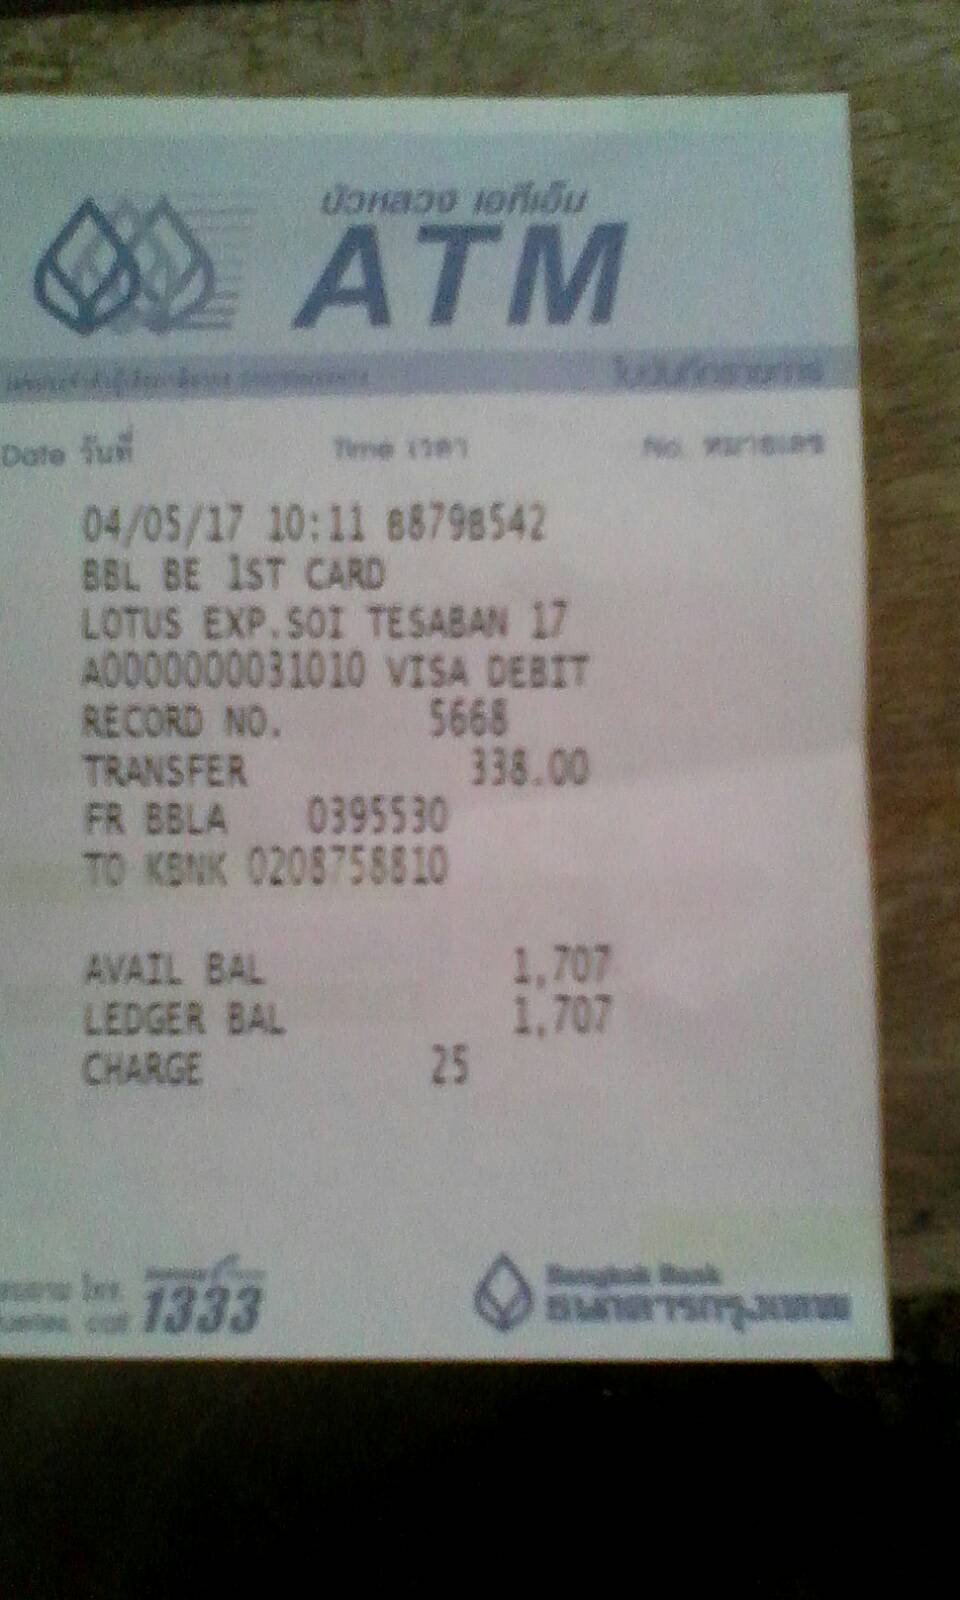 บัวหลวง เอทีเอ็ม
ATM
ใบบันทึกรายการ
Date วันที่ Time เวลา No. หมายเลข
04/05/17 10:11 B879B542
BBL BE 1ST CARD
LOTUS EXP.SOI TESABAN 17
A0000000031010 VISA DEBIT
RECORD NO. 5668
TRANSFER 338.00
FR BBLA 0395530
TO KBNK 0208758810
AVAIL BAL 1,707
LEDGER BAL 1,707
CHARGE 25
โทร.
call 1333
Bangkok Bank
ธนาคารกรุงเทพ